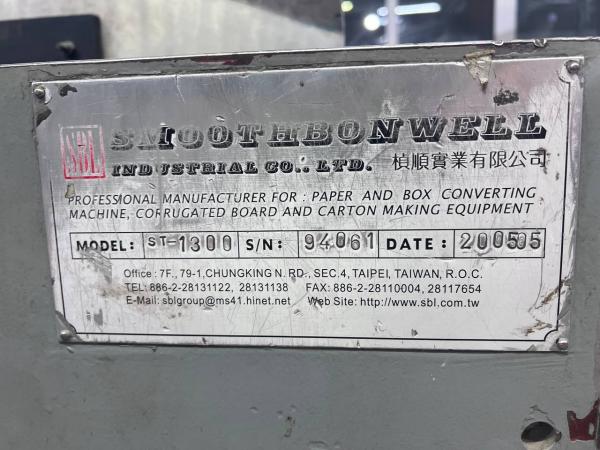 SBL
SMOOTHBONWELL
INDUSTRIAL CO., LTD. 楨順實業有限公司
PROFESSIONAL MANUFACTURER FOR : PAPER AND BOX CONVERTING
MACHINE, CORRUGATED BOARD AND CARTON MAKING EQUIPMENT
MODEL: ST-1300 S/N: 94061 DATE: 200505
Office : 7F., 79-1,CHUNGKING N. RD., SEC.4, TAIPEI, TAIWAN, R.O.C.
TEL: 886-2-28131122, 28131138 FAX: 886-2-28110004, 28117654
E-Mail: sblgroup@ms41.hinet.net Web Site: http://www.sbl.com.tw